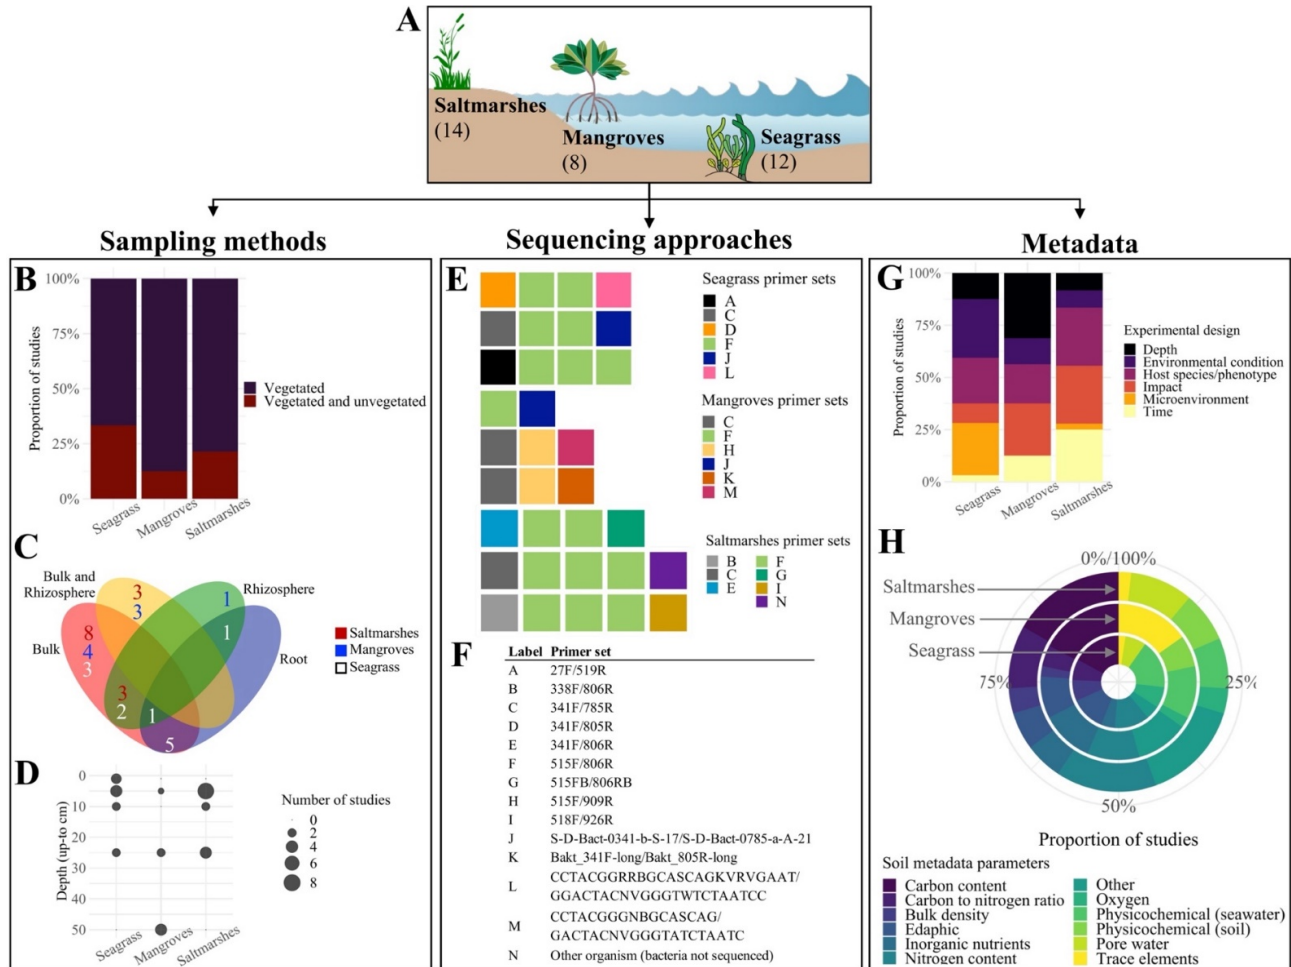 A
Saltmarshes
(14)
Mangroves
(8)
Seagrass
(12)
Sampling methods
Sequencing approaches
Metadata
B
Proportion of studies
100%
75%
50%
25%
0%
Seagrass
Mangroves
Saltmarshes
Vegetated
Vegetated and unvegetated
C
Bulk and
Rhizosphere
Rhizosphere
Bulk
Root
3
3
1
1
8
4
3
3
2
1
5
Saltmarshes
Mangroves
Seagrass
D
Depth (up-to cm)
0
10
20
30
40
50
Seagrass
Mangroves
Saltmarshes
Number of studies
0
2
4
6
8
E
Seagrass primer sets
A
C
D
F
J
L
Mangroves primer sets
C
F
H
J
K
M
Saltmarshes primer sets
B
C
E
F
G
I
N
F
Label Primer set
A 27F/519R
B 338F/806R
C 341F/785R
D 341F/805R
E 341F/806R
F 515F/806R
G 515FB/806RB
H 515F/909R
I 518F/926R
J S-D-Bact-0341-b-S-17/S-D-Bact-0785-a-A-21
K Bakt_341F-long/Bakt_805R-long
L CCTACGGRRBGCASCAGKVRVGAAT/
GGACTACNVGGGTWTCTAATCC
M CCTACGGGNBGCASCAG/
GACTACNVGGGTATCTAATC
N Other organism (bacteria not sequenced)
G
Proportion of studies
100%
75%
50%
25%
0%
Seagrass
Mangroves
Saltmarshes
Experimental design
Depth
Environmental condition
Host species/phenotype
Impact
Microenvironment
Time
H
0%/100%
Saltmarshes
Mangroves
Seagrass
75%
25%
50%
Proportion of studies
Soil metadata parameters
Carbon content
Carbon to nitrogen ratio
Bulk density
Edaphic
Inorganic nutrients
Nitrogen content
Other
Oxygen
Physicochemical (seawater)
Physicochemical (soil)
Pore water
Trace elements